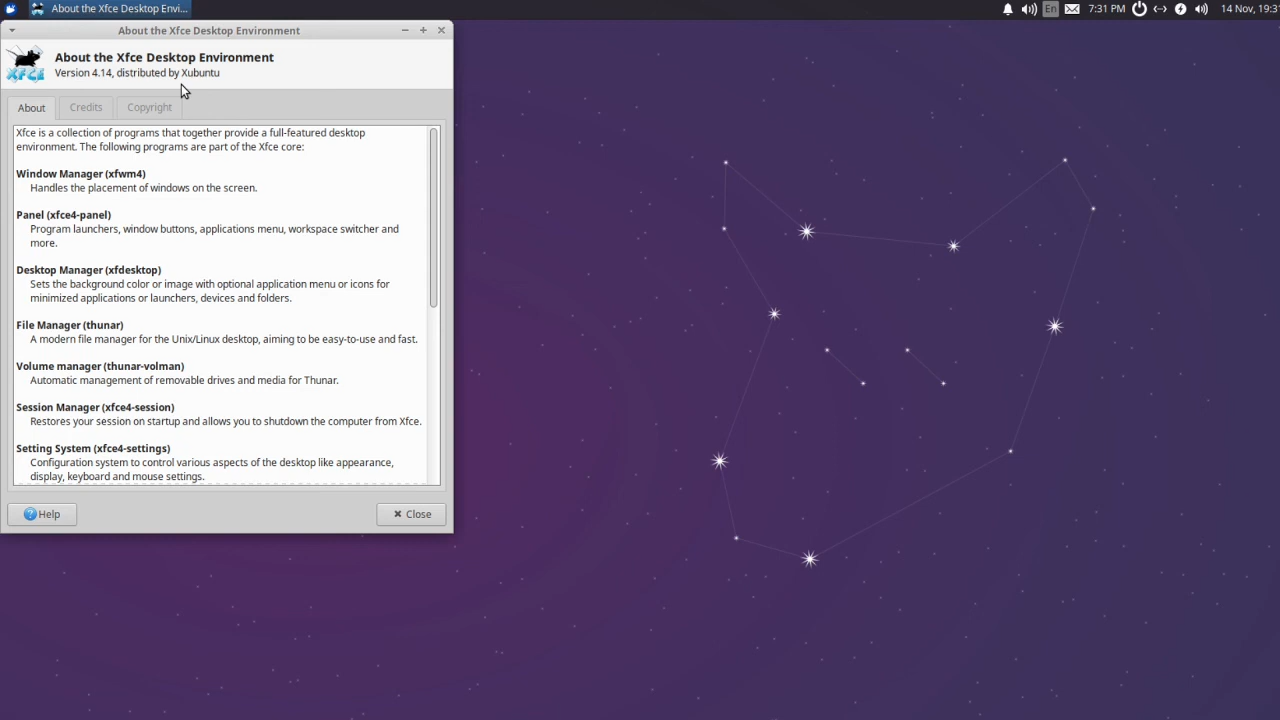 About the Xfce Desktop Envi...
En
7:31 PM
14 Nov, 19:31
About the Xfce Desktop Environment
XFCE
About the Xfce Desktop Environment
Version 4.14, distributed by Xubuntu
About
Credits
Copyright
Xfce is a collection of programs that together provide a full-featured desktop
environment. The following programs are part of the Xfce core:
Window Manager (xfwm4)
Handles the placement of windows on the screen.
Panel (xfce4-panel)
Program launchers, window buttons, applications menu, workspace switcher and
more.
Desktop Manager (xfdesktop)
Sets the background color or image with optional application menu or icons for
minimized applications or launchers, devices and folders.
File Manager (thunar)
A modern file manager for the Unix/Linux desktop, aiming to be easy-to-use and fast.
Volume manager (thunar-volman)
Automatic management of removable drives and media for Thunar.
Session Manager (xfce4-session)
Restores your session on startup and allows you to shutdown the computer from Xfce.
Setting System (xfce4-settings)
Configuration system to control various aspects of the desktop like appearance,
display, keyboard and mouse settings.
Help
Close